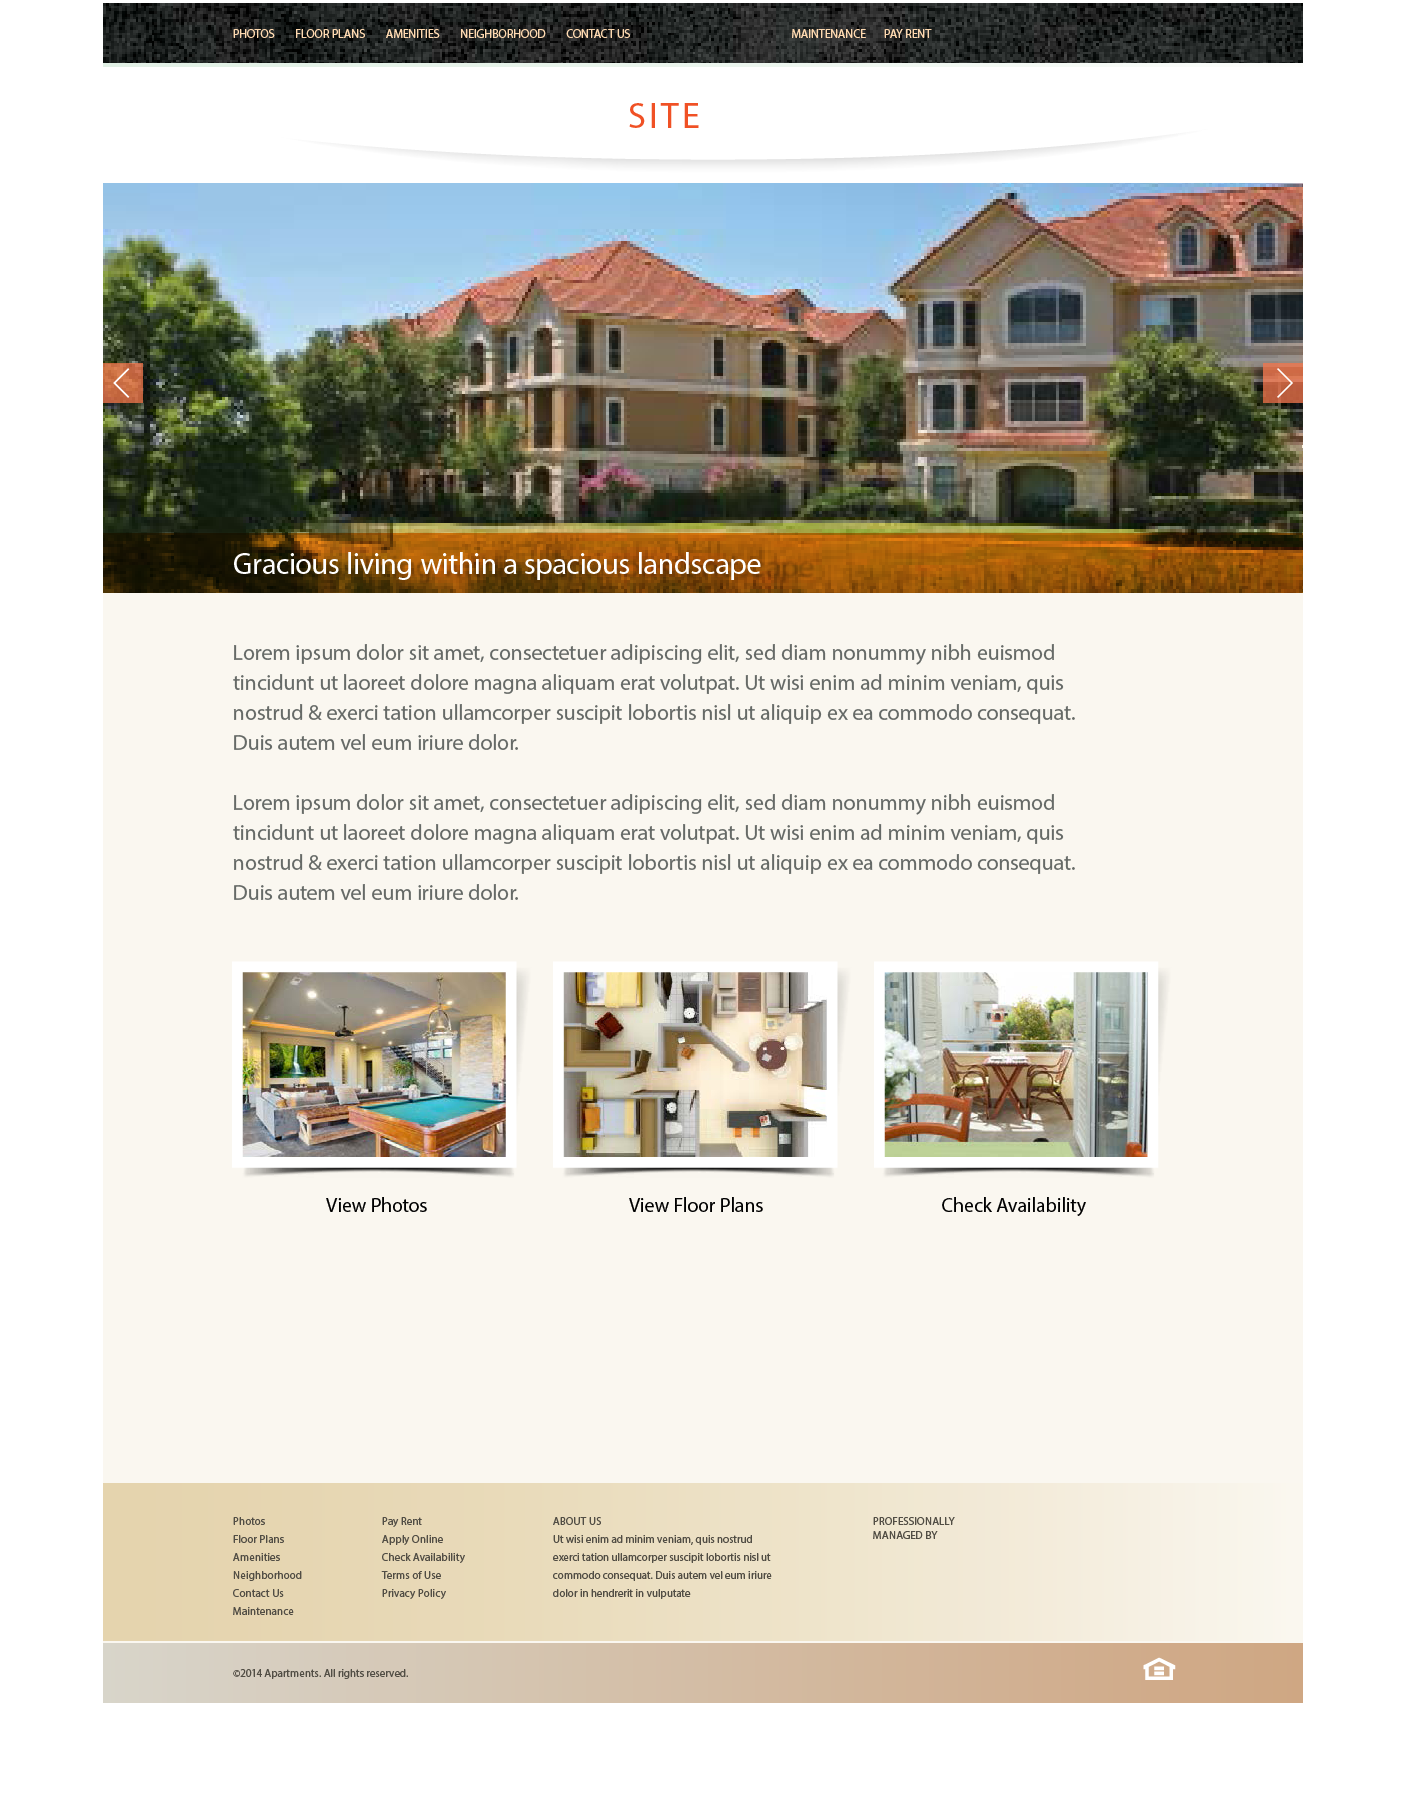 PHOTOS FLOOR PLANS AMENITIES NEIGHBORHOOD CONTACT US MAINTENANCE PAY RENT
SITE
Gracious living within a spacious landscape
Lorem ipsum dolor sit amet, consectetuer adipiscing elit, sed diam nonummy nibh euismod
tincidunt ut laoreet dolore magna aliquam erat volutpat. Ut wisi enim ad minim veniam, quis
nostrud & exerci tation ullamcorper suscipit lobortis nisl ut aliquip ex ea commodo consequat.
Duis autem vel eum iriure dolor.
Lorem ipsum dolor sit amet, consectetuer adipiscing elit, sed diam nonummy nibh euismod
tincidunt ut laoreet dolore magna aliquam erat volutpat. Ut wisi enim ad minim veniam, quis
nostrud & exerci tation ullamcorper suscipit lobortis nisl ut aliquip ex ea commodo consequat.
Duis autem vel eum iriure dolor.
View Photos
View Floor Plans
Check Availability
Photos
Floor Plans
Amenities
Neighborhood
Contact Us
Maintenance
Pay Rent
Apply Online
Check Availability
Terms of Use
Privacy Policy
ABOUT US
Ut wisi enim ad minim veniam, quis nostrud
exerci tation ullamcorper suscipit lobortis nisl ut
commodo consequat. Duis autem vel eum iriure
dolor in hendrerit in vulputate
PROFESSIONALLY
MANAGED BY
©2014 Apartments. All rights reserved.